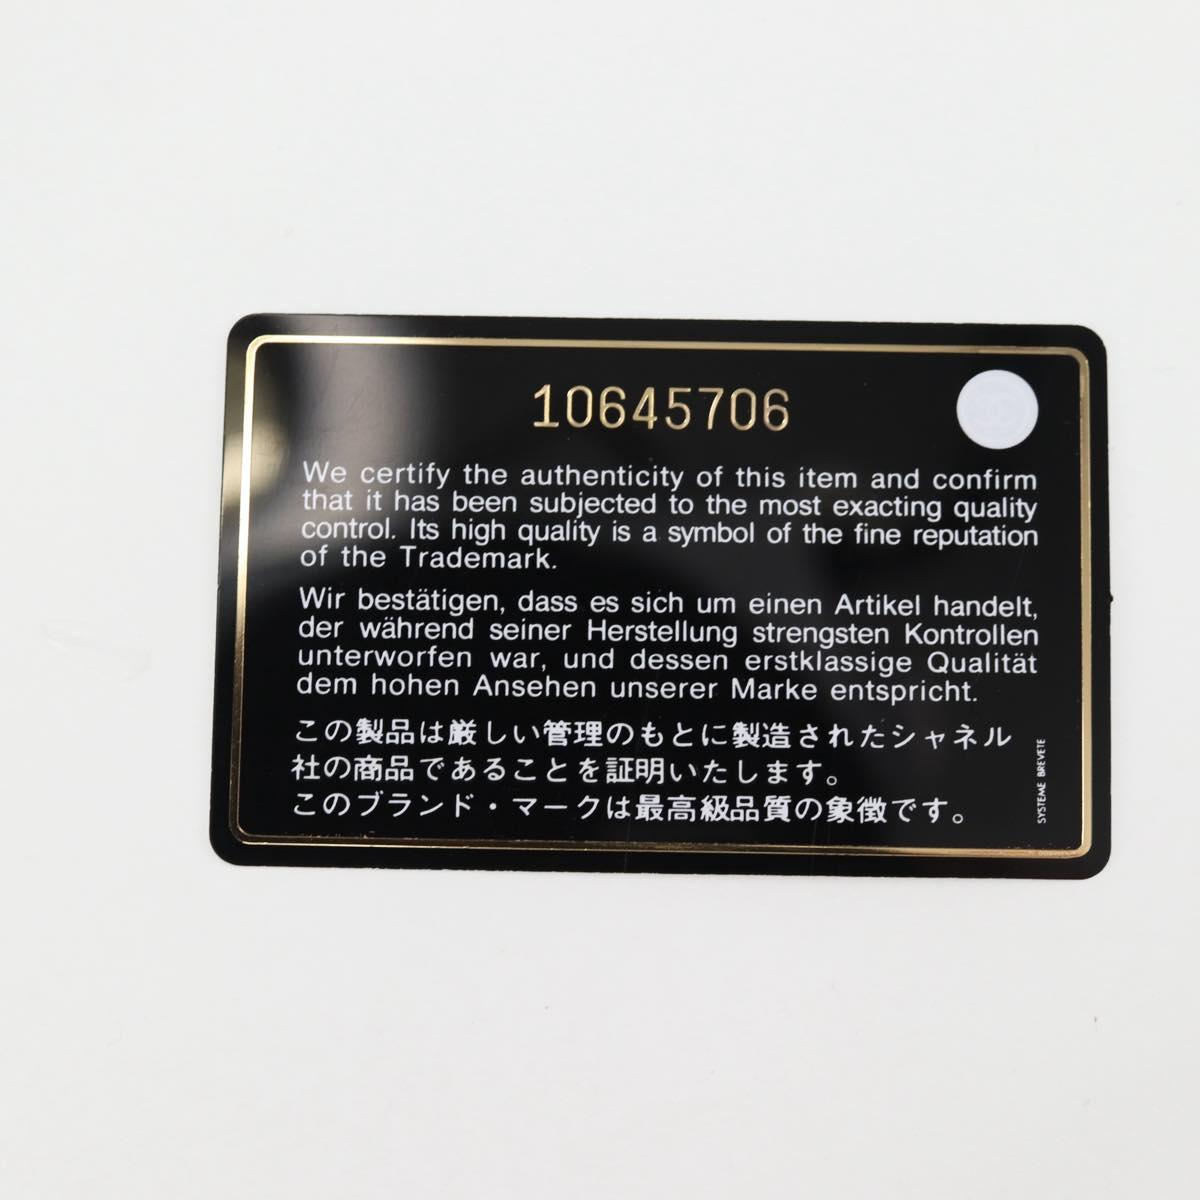 10645706
We certify the authenticity of this item and confirm
that it has been subjected to the most exacting quality
control. Its high quality is a symbol of the fine reputation
of the Trademark.
Wir bestätigen, dass es sich um einen Artikel handelt,
der während seiner Herstellung strengsten Kontrollen
unterworfen war, und dessen erstklassige Qualität
dem hohen Ansehen unserer Marke entspricht.
この製品は厳しい管理のもとに製造されたシャネル
社の商品であることを証明いたします。
このブランド・マークは最高級品質の象徴です。
SYSTEME BREVETE